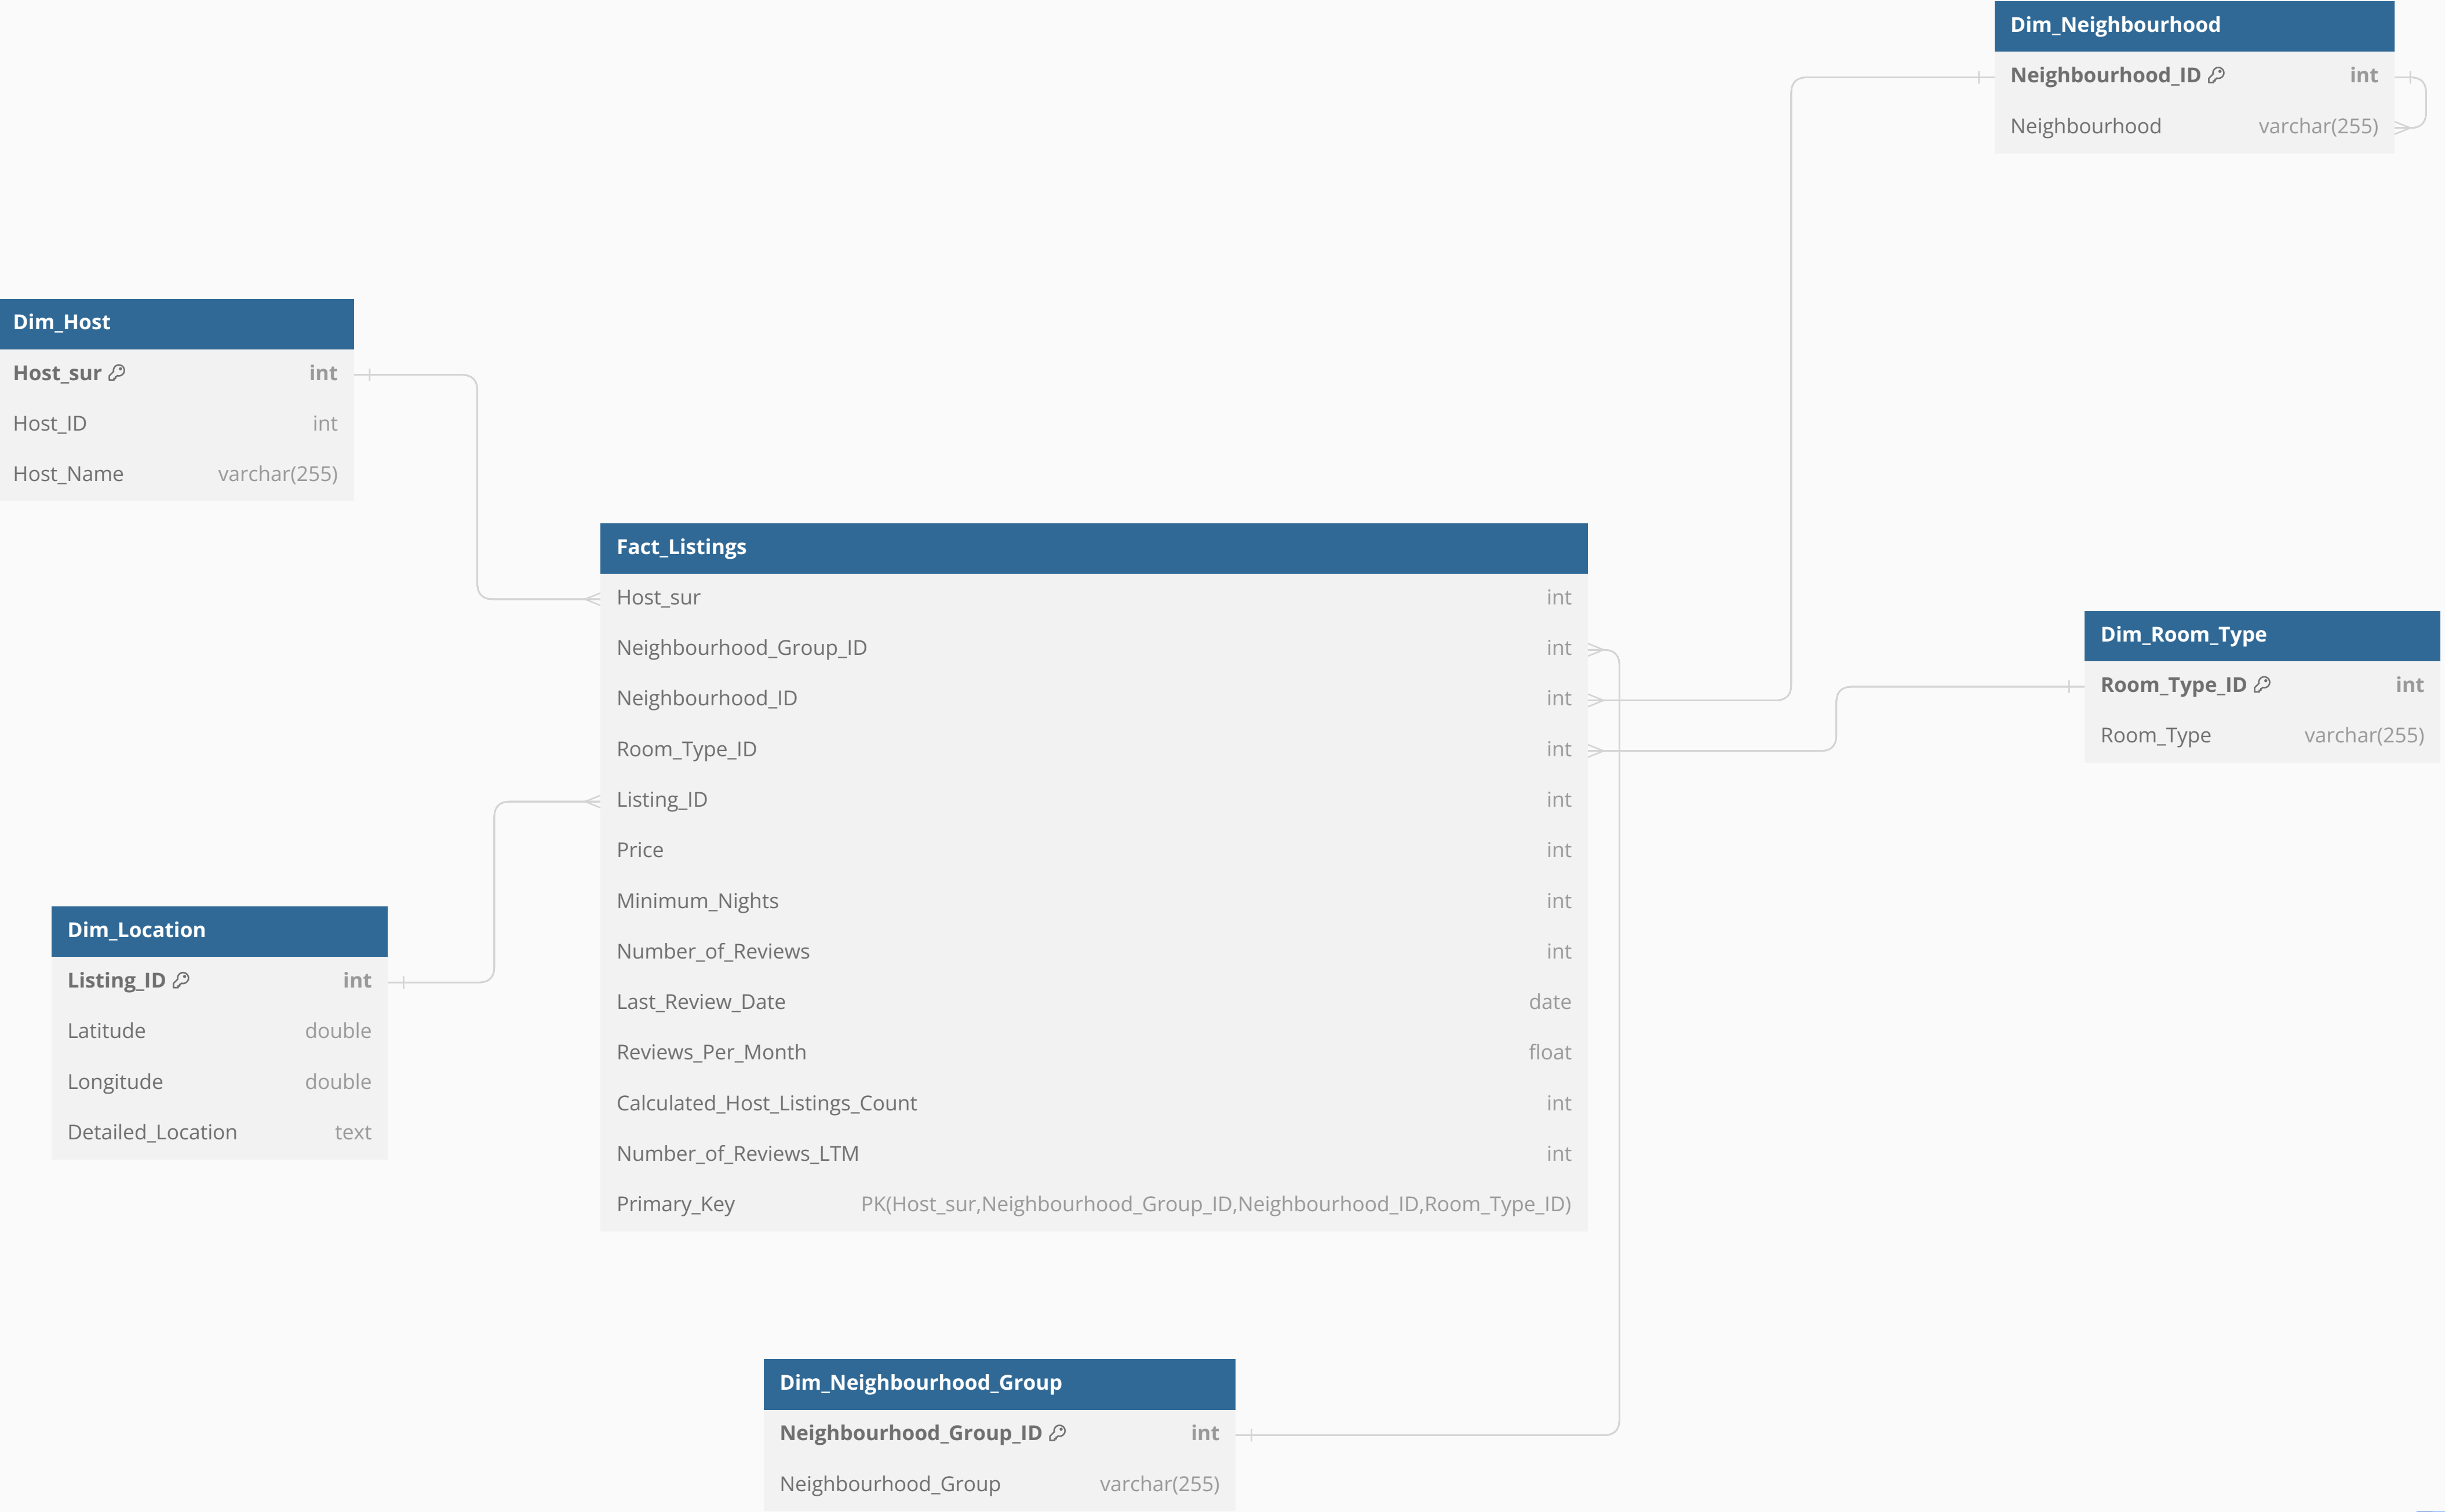 Dim_Neighbourhood
Neighbourhood_ID int
Neighbourhood varchar(255)
Dim_Host
Host_sur int
Host_ID int
Host_Name varchar(255)
Fact_Listings
Host_sur int
Neighbourhood_Group_ID int
Neighbourhood_ID int
Room_Type_ID int
Listing_ID int
Price int
Minimum_Nights int
Number_of_Reviews int
Last_Review_Date date
Reviews_Per_Month float
Calculated_Host_Listings_Count int
Number_of_Reviews_LTM int
Primary_Key PK(Host_sur,Neighbourhood_Group_ID,Neighbourhood_ID,Room_Type_ID)
Dim_Room_Type
Room_Type_ID int
Room_Type varchar(255)
Dim_Location
Listing_ID int
Latitude double
Longitude double
Detailed_Location text
Dim_Neighbourhood_Group
Neighbourhood_Group_ID int
Neighbourhood_Group varchar(255)